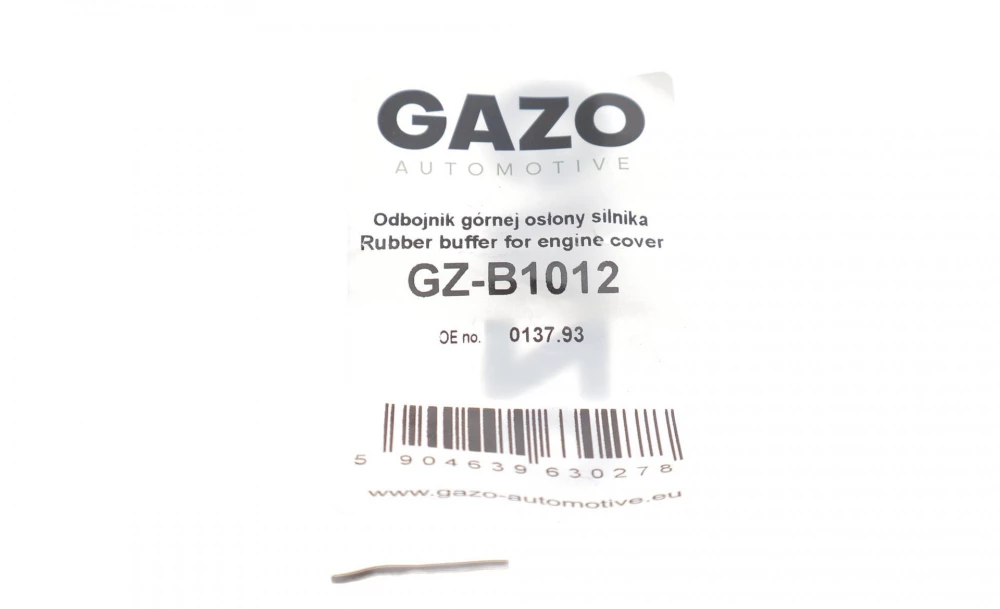 GAZO
AUTOMOTIVE
Odbojnik górnej osłony silnika
Rubber buffer for engine cover
GZ-B1012
OE no. 0137.93
5 904639 630278
www.gazo-automotive.eu